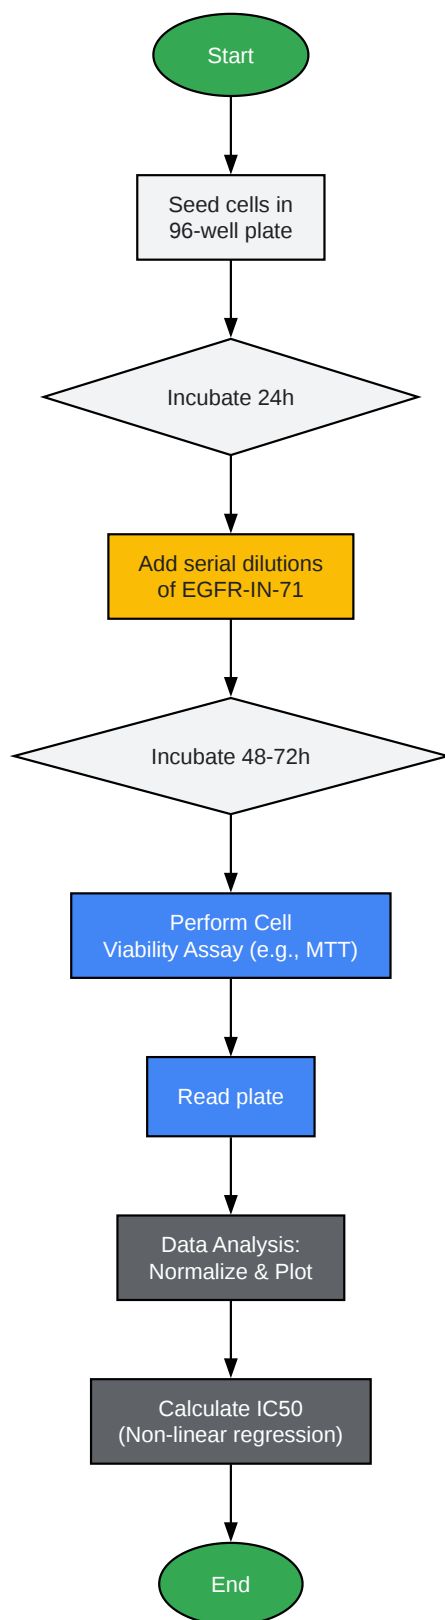 Start
Seed cells in
96-well plate
Incubate 24h
Add serial dilutions
of EGFR-IN-71
Incubate 48-72h
Perform Cell
Viability Assay (e.g., MTT)
Read plate
Data Analysis:
Normalize & Plot
Calculate IC50
(Non-linear regression)
End